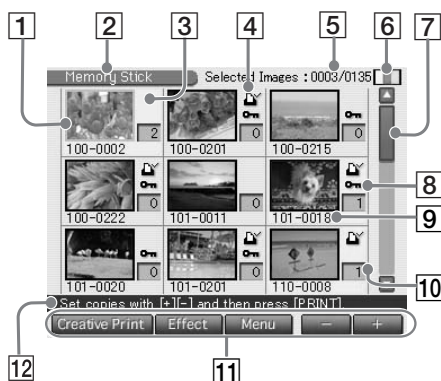 1 2 3 4 5 6 7
Memory Stick Selected Images : 0003/0135
2 0 0
100-0002 100-0201 100-0215
8
0 0 1
100-0222 101-0011 101-0018
9
0 0 1
10
101-0020 101-0201 110-0008
Set copies with [+][-] and then press [PRINT]
Creative Print Effect Menu - +
12 11